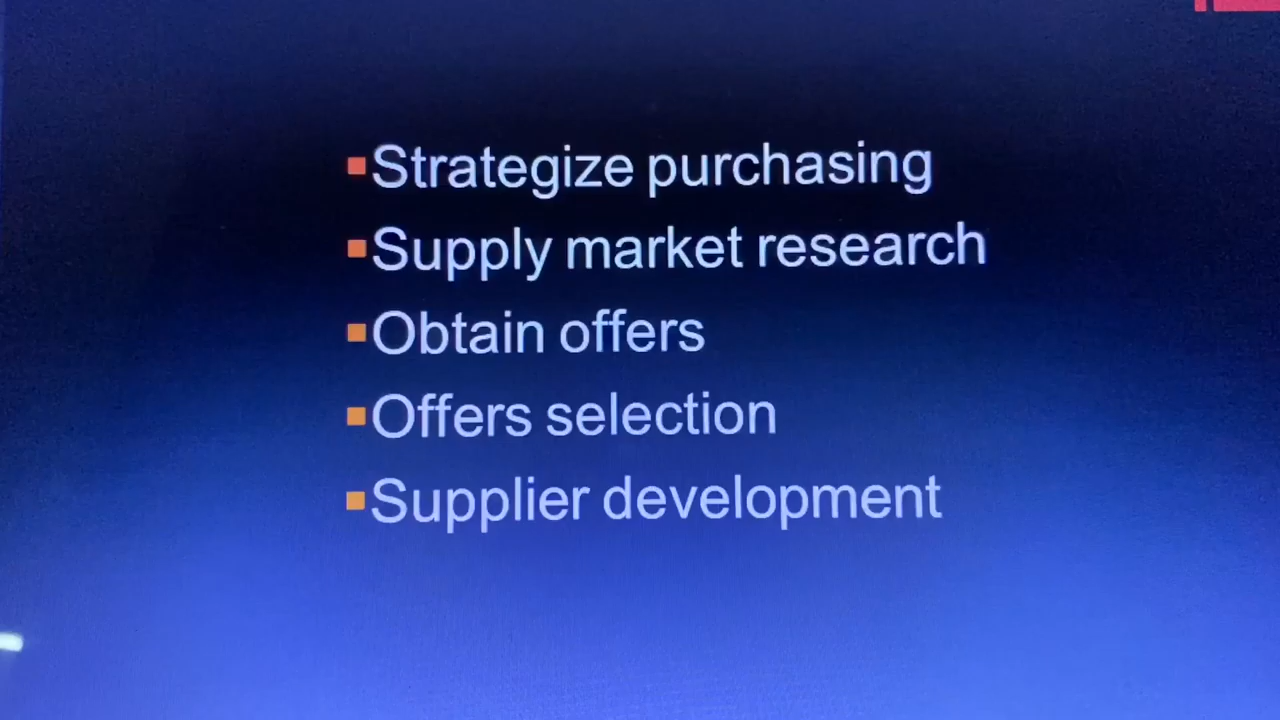 Strategize purchasing
Supply market research
Obtain offers
Offers selection
Supplier development